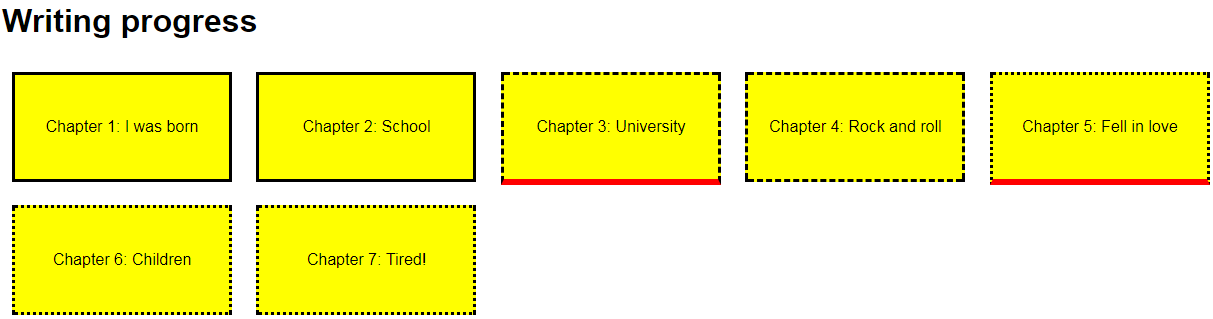 Writing progress
Chapter 1: I was born
Chapter 2: School
Chapter 3: University
Chapter 4: Rock and roll
Chapter 5: Fell in love
Chapter 6: Children
Chapter 7: Tired!